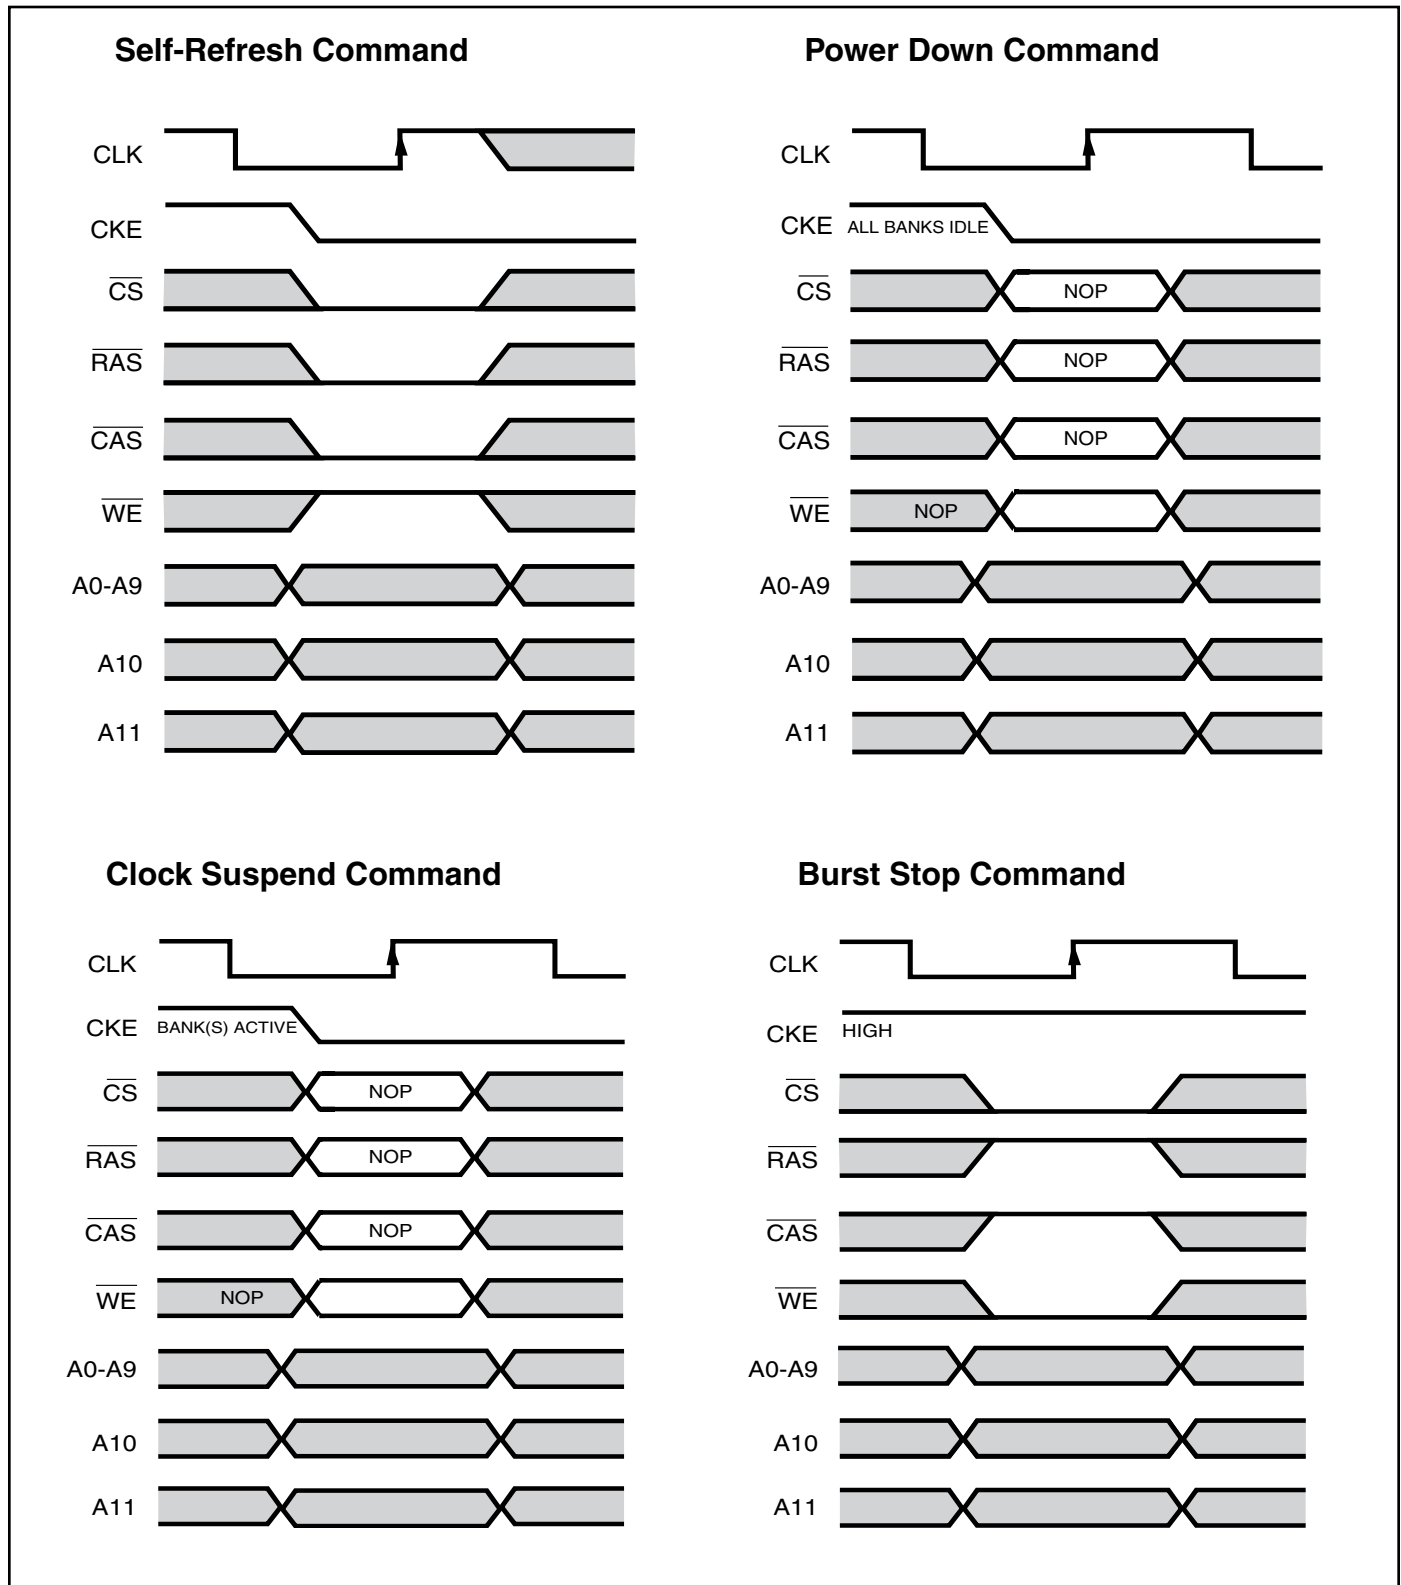 Self-Refresh Command
CLK
CKE
CS
RAS
CAS
WE
A0-A9
A10
A11
Power Down Command
CLK
CKE ALL BANKS IDLE
CS NOP
RAS NOP
CAS NOP
WE NOP
A0-A9
A10
A11
Clock Suspend Command
CLK
CKE BANK(S) ACTIVE
CS NOP
RAS NOP
CAS NOP
WE NOP
A0-A9
A10
A11
Burst Stop Command
CLK
CKE HIGH
CS
RAS
CAS
WE
A0-A9
A10
A11